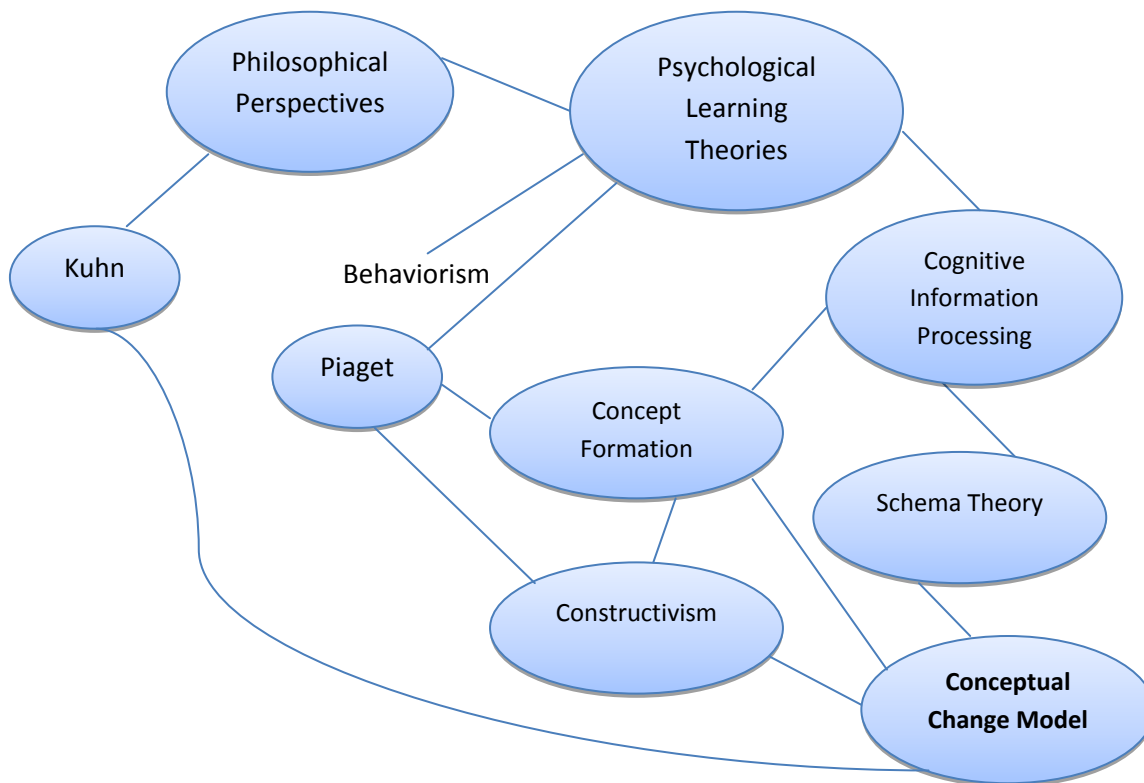 Philosophical
Perspectives
Psychological
Learning
Theories
Kuhn
Behaviorism
Cognitive
Information
Processing
Piaget
Concept
Formation
Schema Theory
Constructivism
Conceptual
Change Model